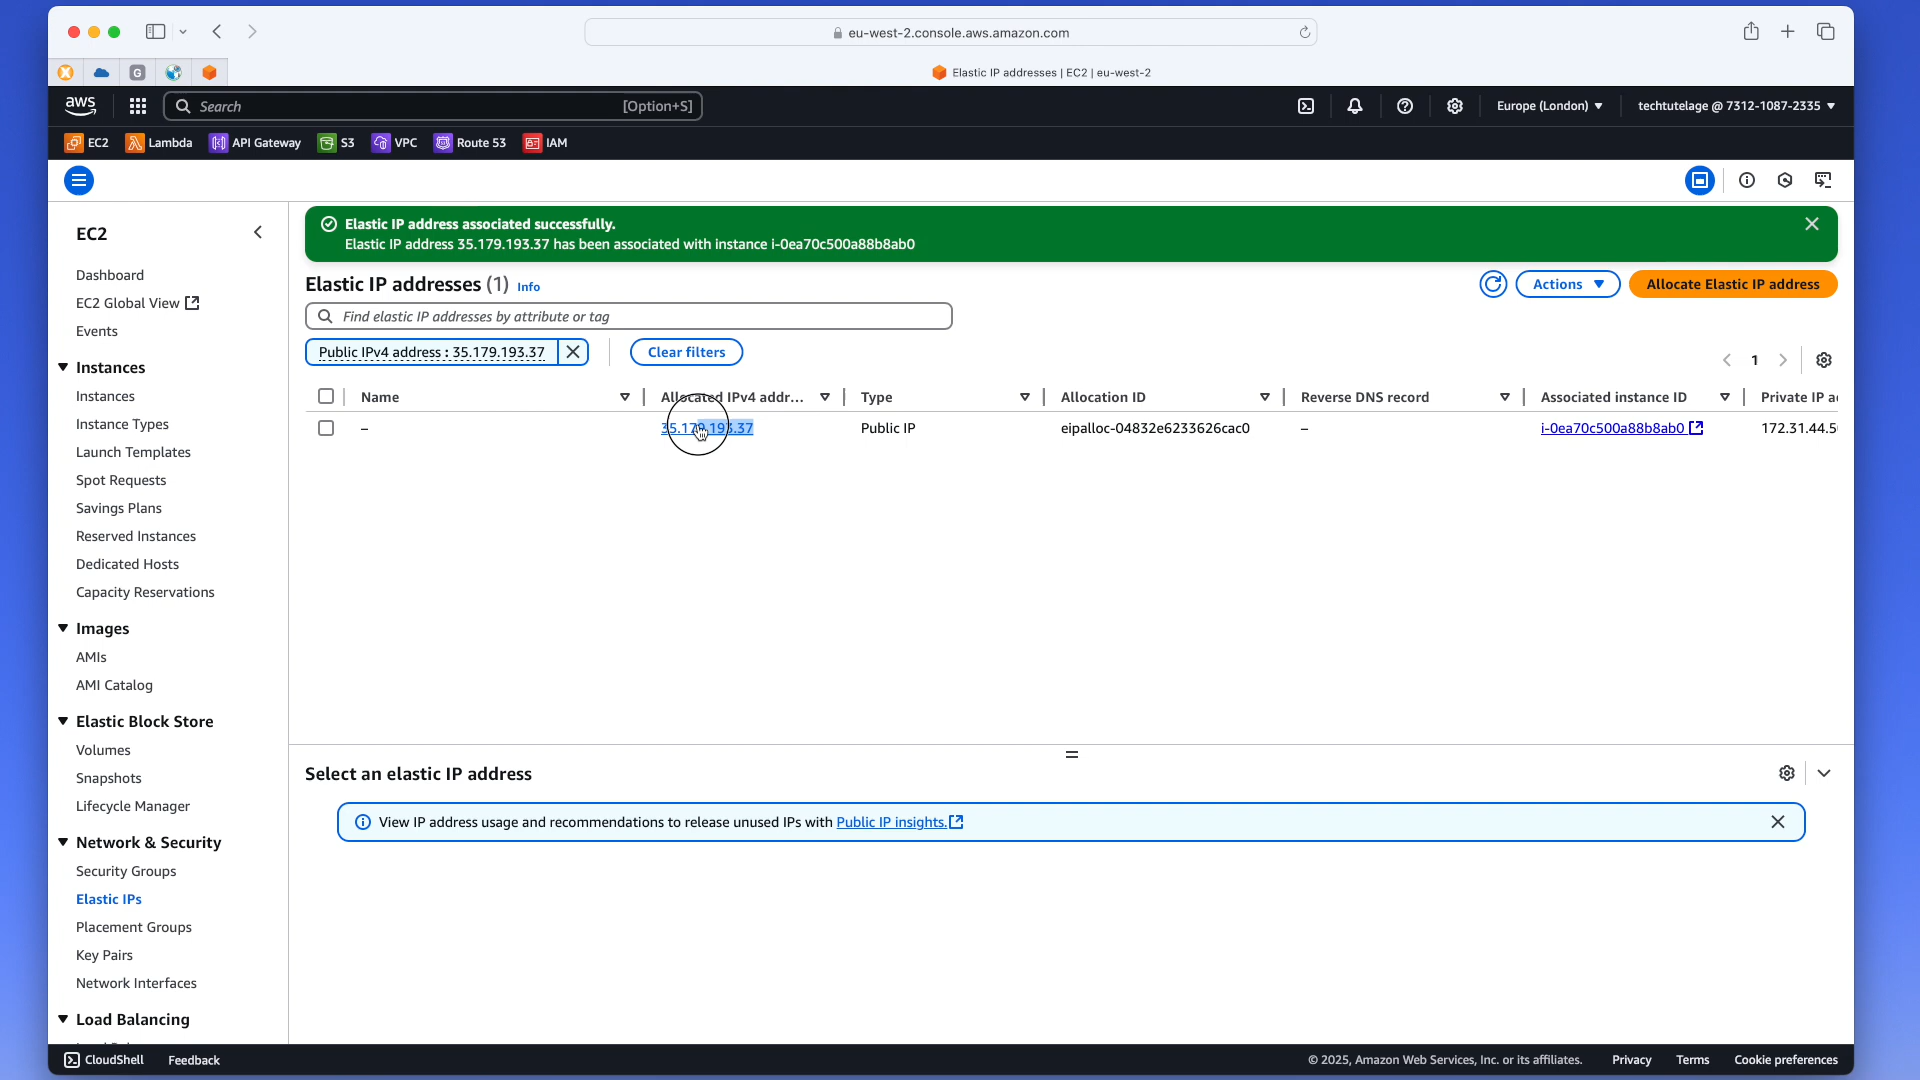 eu-west-2.console.aws.amazon.com
G
Elastic IP addresses | EC2 | eu-west-2
aws
Search
[Option+S]
Europe (London)
techtutelage @ 7312-1087-2335
EC2
Lambda
API Gateway
S3
VPC
Route 53
IAM
EC2
Dashboard
EC2 Global View
Events
Instances
Instances
Instance Types
Launch Templates
Spot Requests
Savings Plans
Reserved Instances
Dedicated Hosts
Capacity Reservations
Images
AMIs
AMI Catalog
Elastic Block Store
Volumes
Snapshots
Lifecycle Manager
Network & Security
Security Groups
Elastic IPs
Placement Groups
Key Pairs
Network Interfaces
Load Balancing
Elastic IP address associated successfully.
Elastic IP address 35.179.193.37 has been associated with instance i-0ea70c500a88b8ab0
Elastic IP addresses (1) Info
Actions
Allocate Elastic IP address
Find elastic IP addresses by attribute or tag
Public IPv4 address : 35.179.193.37
Clear filters
1
Name
Allocated IPv4 addr...
Type
Allocation ID
Reverse DNS record
Associated instance ID
Private IP
–
35.179.193.37
Public IP
eipalloc-04832e6233626cac0
–
i-0ea70c500a88b8ab0
172.31.44.5
Select an elastic IP address
View IP address usage and recommendations to release unused IPs with Public IP insights.
CloudShell
Feedback
© 2025, Amazon Web Services, Inc. or its affiliates.
Privacy
Terms
Cookie preferences